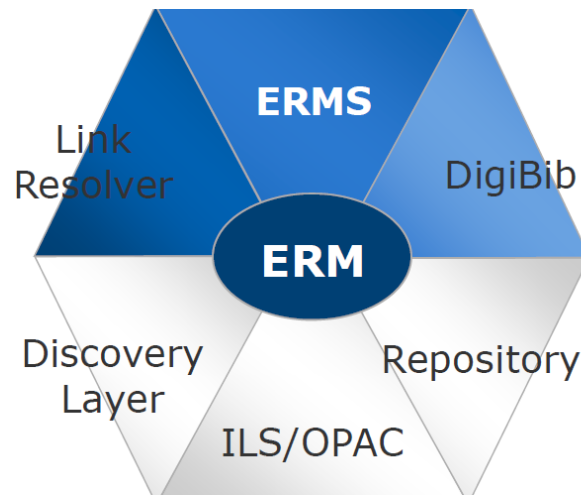 ERMS
Link
Resolver
DigiBib
ERM
Discovery
Layer
Repository
ILS/OPAC